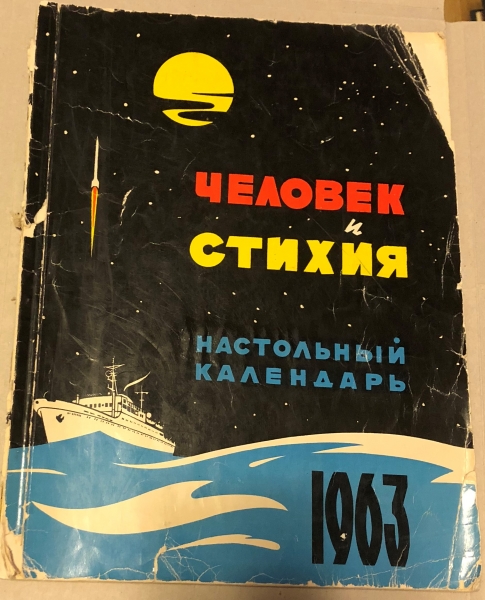 ЧЕЛОВЕК
и
СТИХИЯ
НАСТОЛЬНЫЙ
КАЛЕНДАРЬ
1963